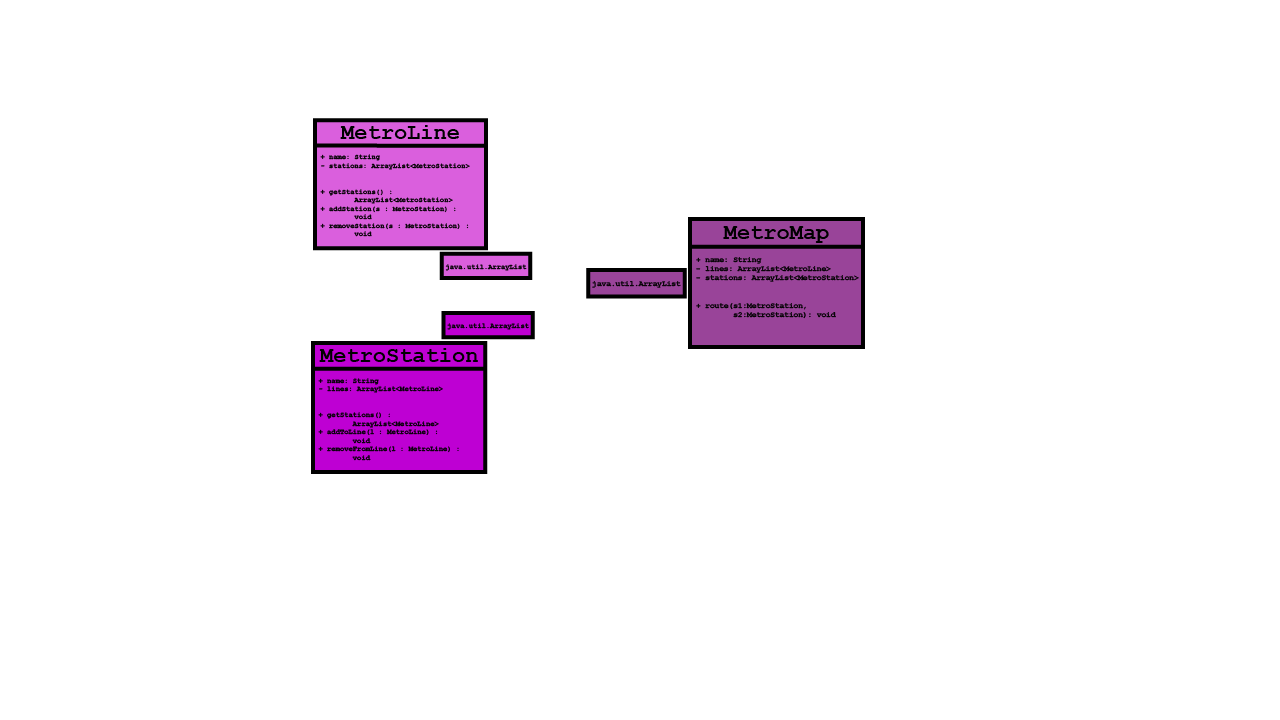 MetroLine
+ name: String
- stations: ArrayList<MetroStation>
+ getStations() :
ArrayList<MetroStation>
+ addStation(s : MetroStation) :
void
+ removeStation(s : MetroStation) :
void
java.util.ArrayList
java.util.ArrayList
MetroStation
+ name: String
- lines: ArrayList<MetroLine>
+ getStations() :
ArrayList<MetroLine>
+ addToLine(l : MetroLine) :
void
+ removeFromLine(l : MetroLine) :
void
java.util.ArrayList
MetroMap
+ name: String
- lines: ArrayList<MetroLine>
- stations: ArrayList<MetroStation>
+ route(s1:MetroStation,
s2:MetroStation): void